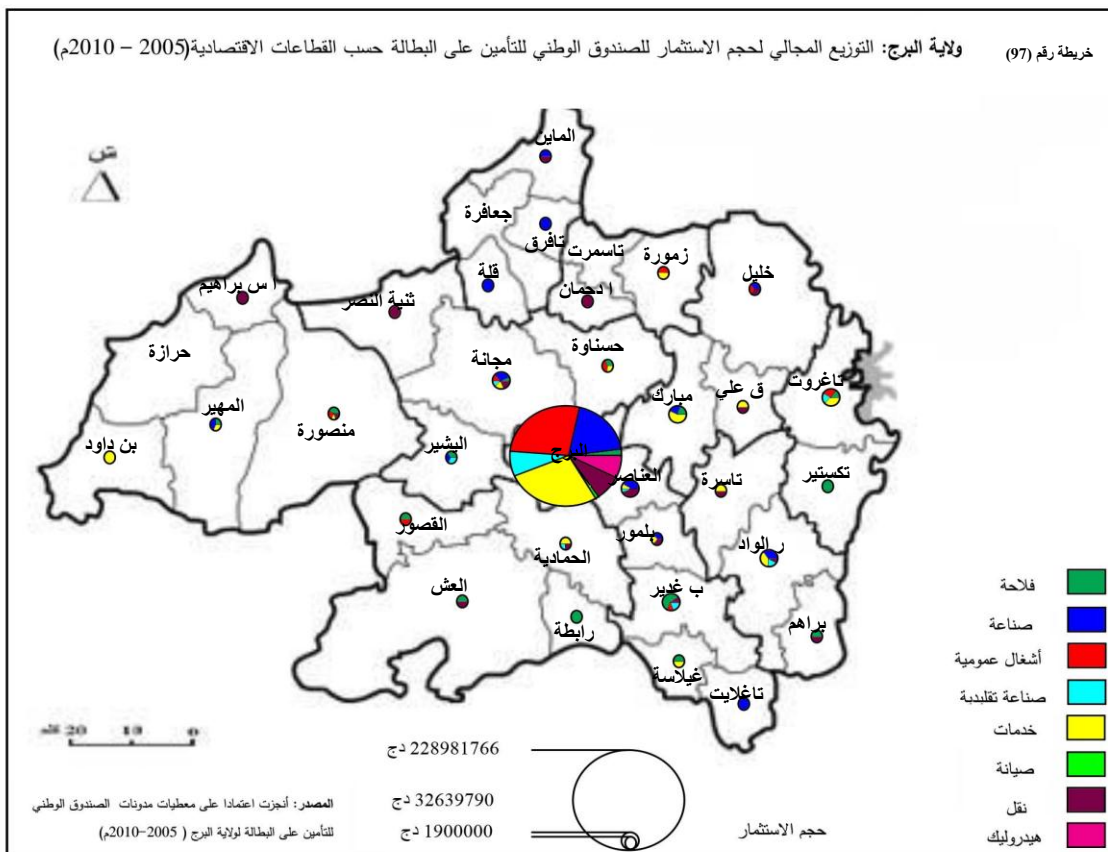 خريطة رقم (97)
ولاية البرج: التوزيع المجالي لحجم الاستثمار للصندوق الوطني للتأمين على البطالة حسب القطاعات الاقتصادية(2005 – 2010م)
ش
الماين
جعافرة
تافرق
تاسمرت
زمورة
خليل
قلة
ا دحمان
ا س براهيم
ثنية النصر
حسناوة
حرازة
مجانة
مبارك
ق علي
تاغروت
المهير
منصورة
بن داود
البشير
البرج
العناصر
تاسرة
تكستير
القصور
الحمادية
بلمور
ر الواد
العش
رابطة
ب غدير
براهم
غيلاسة
تاغلايت
فلاحة
صناعة
أشغال عمومية
صناعة تقليدية
خدمات
صيانة
نقل
هيدروليك
20 10 0
228981766 دج
32639790 دج
1900000 دج
حجم الاستثمار
المصدر: أنجزت اعتمادا على معطيات مدونات الصندوق الوطني
للتأمين على البطالة لولاية البرج ( 2005–2010م)